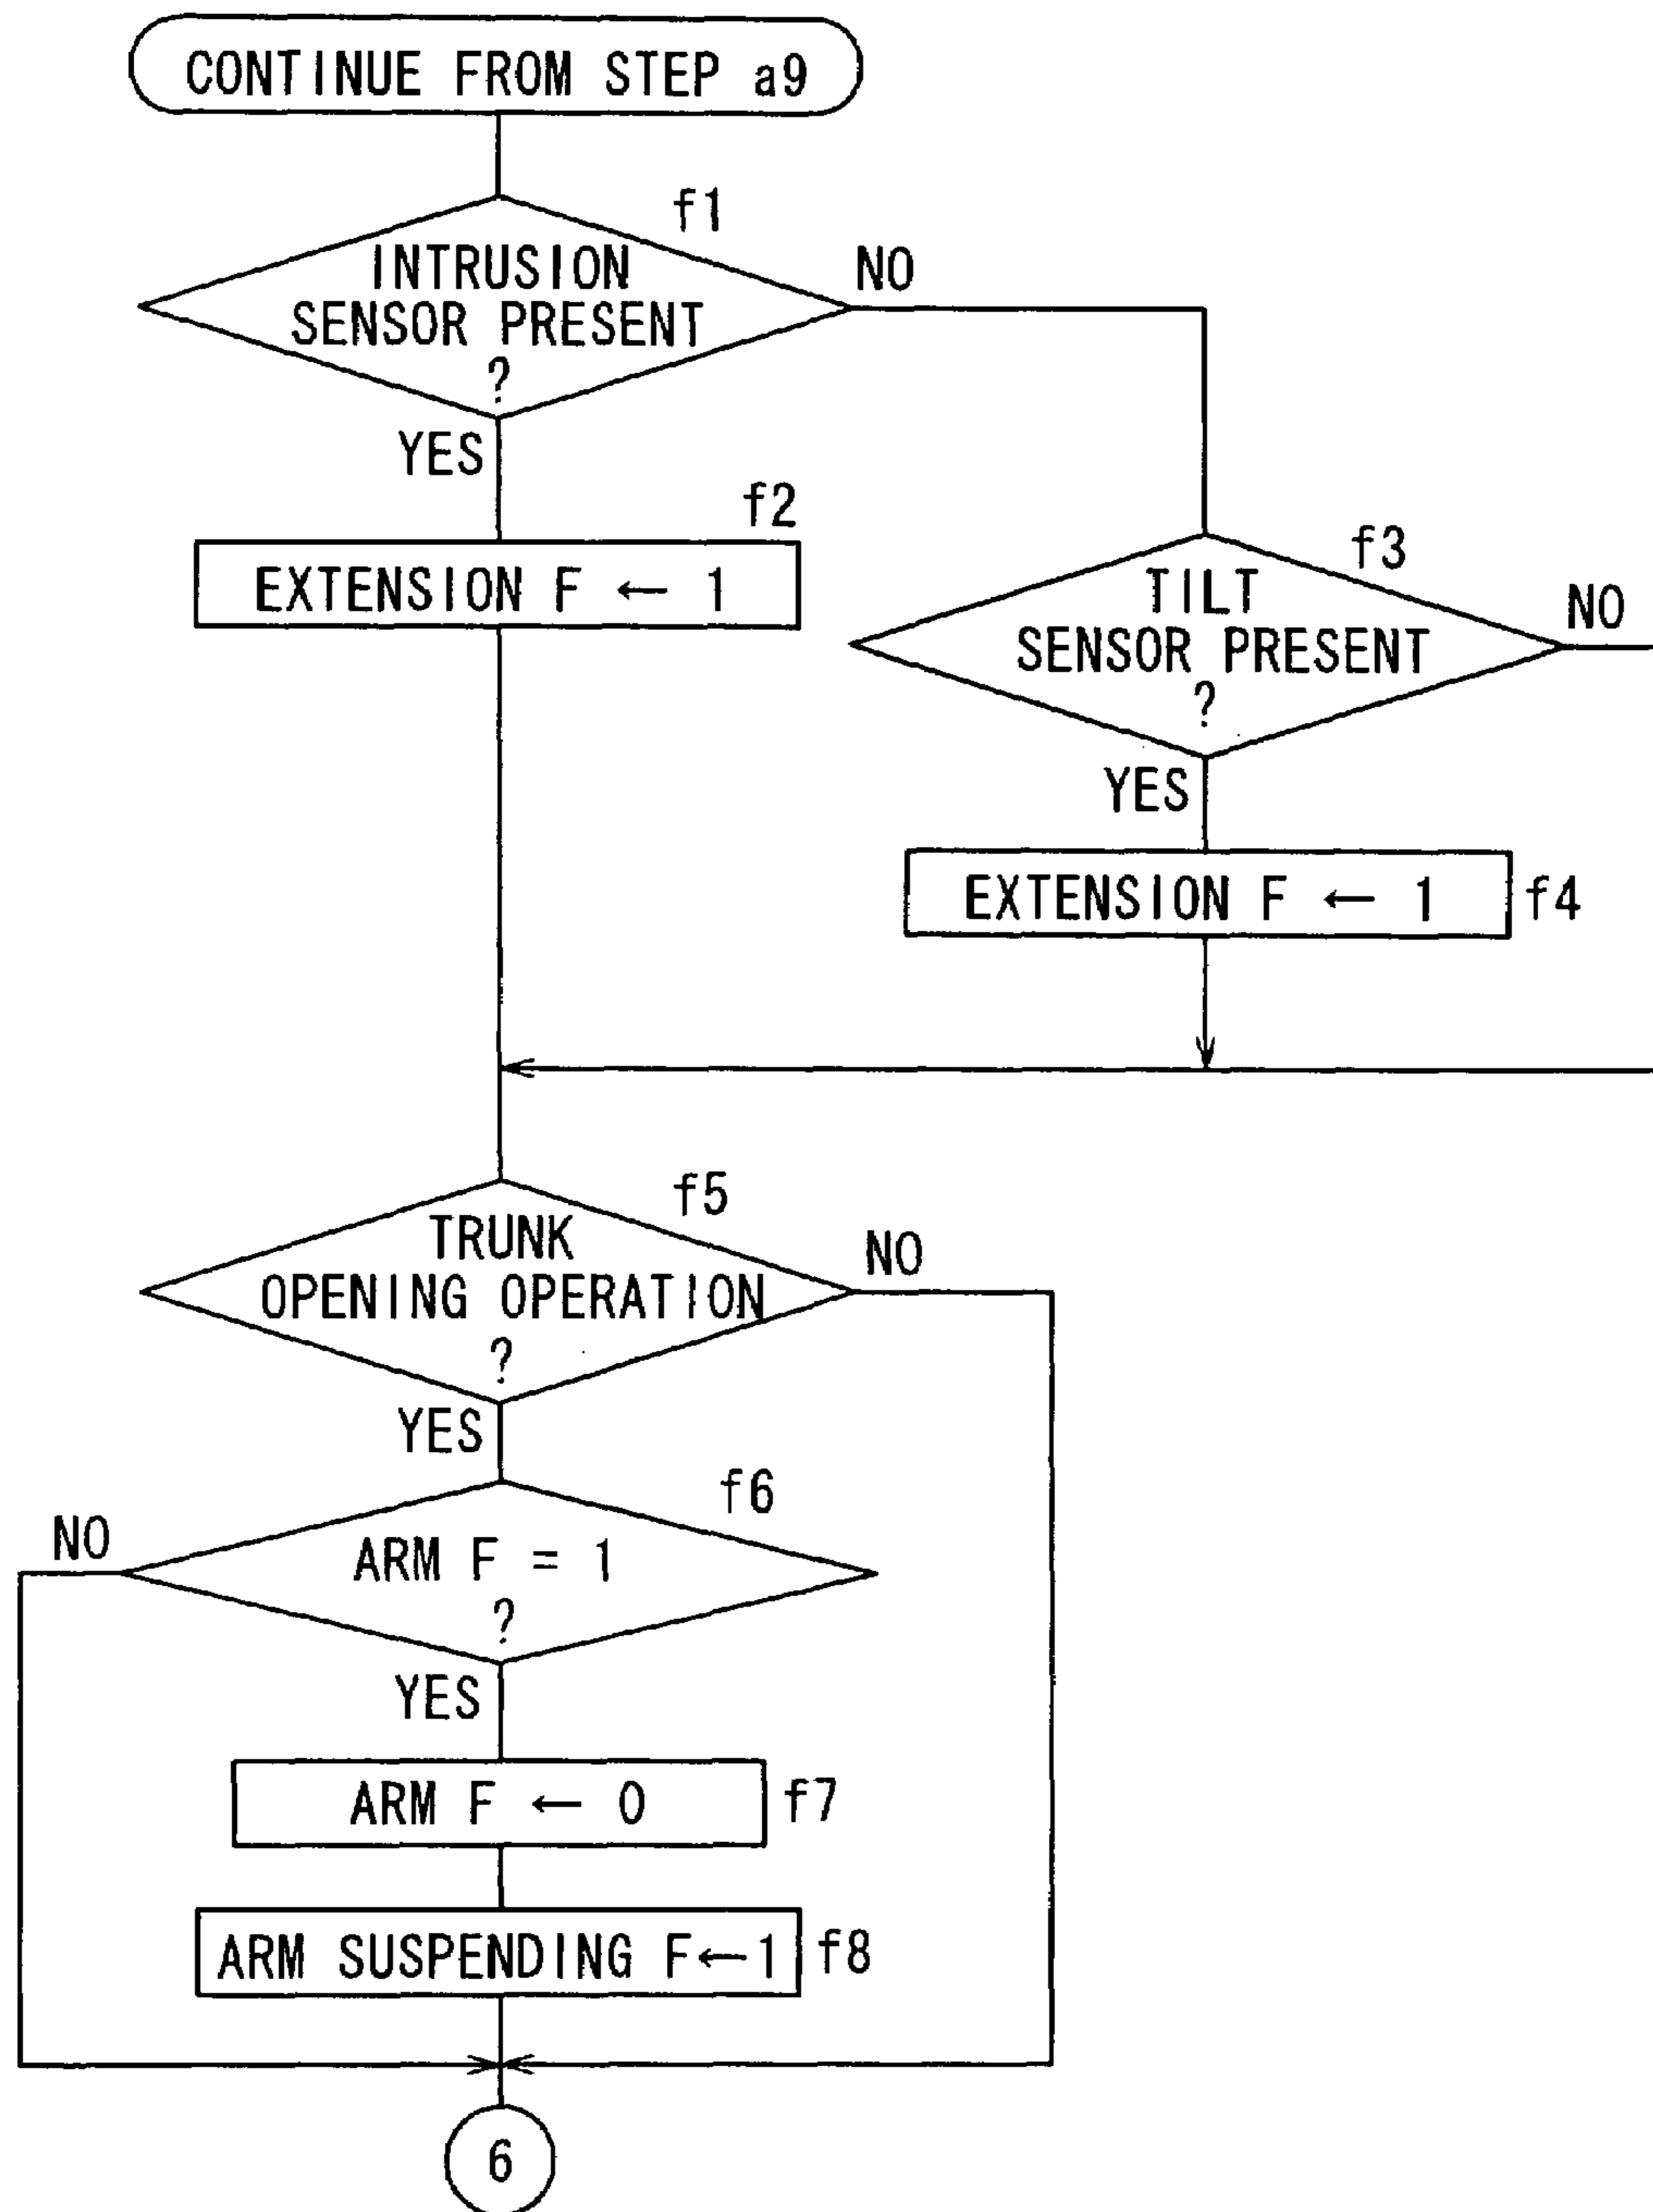 CONTINUE FROM STEP a9
f1
INTRUSION
SENSOR PRESENT
?
NO
YES
f2
EXTENSION F ← 1
f3
TILT
SENSOR PRESENT
?
NO
YES
EXTENSION F ← 1
f4
f5
TRUNK
OPENING OPERATION
?
NO
YES
f6
NO
ARM F = 1
?
YES
ARM F ← 0
f7
ARM SUSPENDING F←1
f8
6